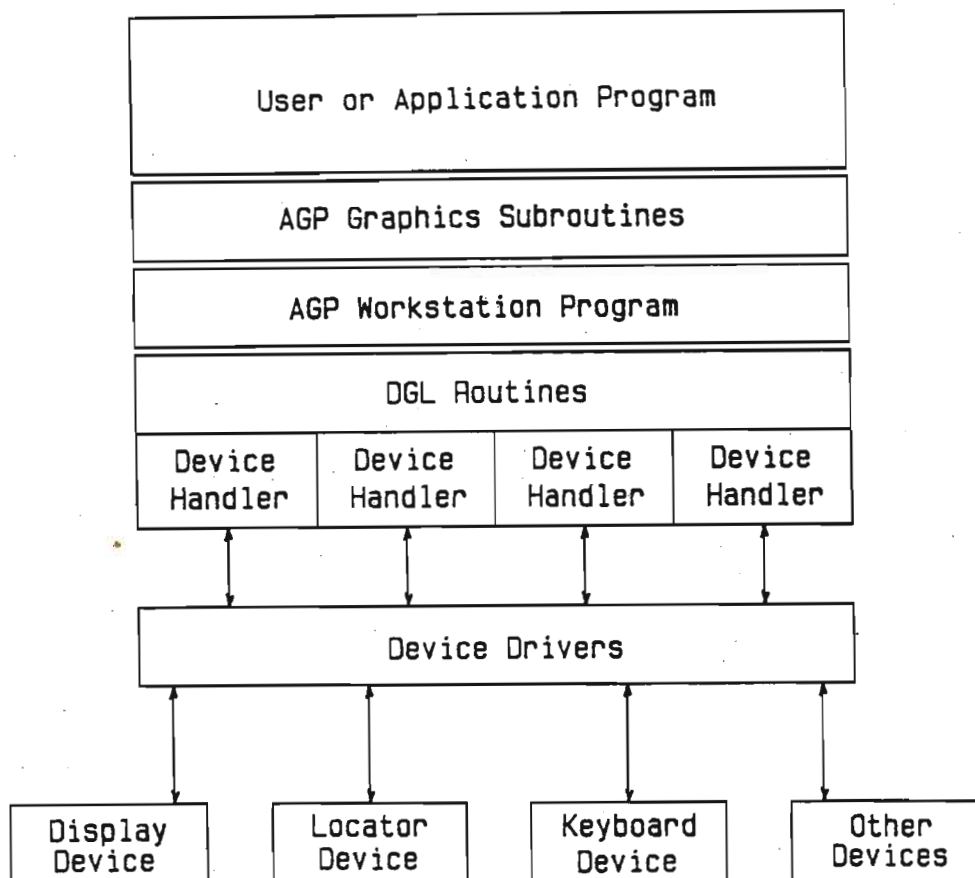 User or Application Program
AGP Graphics Subroutines
AGP Workstation Program
DGL Routines
Device Handler
Device Handler
Device Handler
Device Handler
Device Drivers
Display Device
Locator Device
Keyboard Device
Other Devices